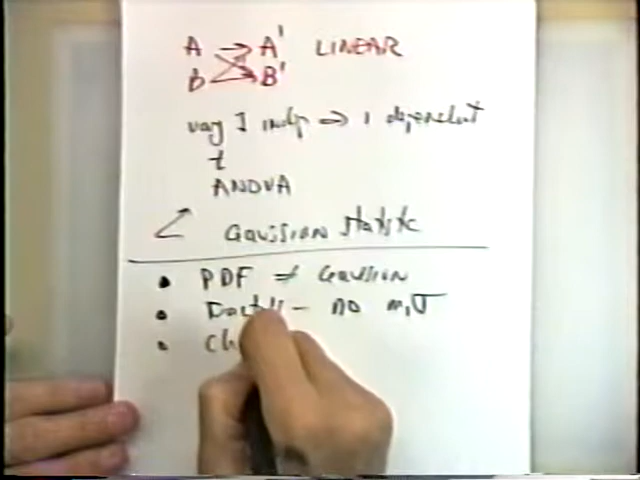 A → A' LINEAR
B → B'
vary 1 indep ⇒ 1 dependent
t
ANOVA
Gaussian statistic
• PDF ≠ Gaussian
• – no m, σ
• Ch